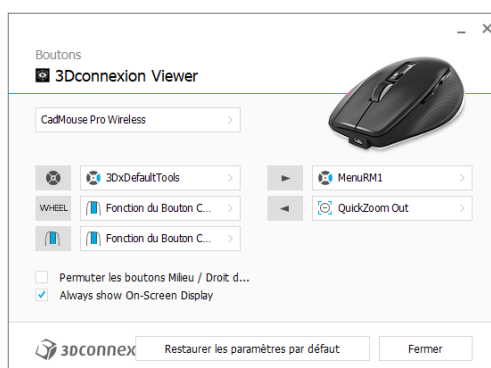 Boutons
3Dconnexion Viewer
CadMouse Pro Wireless
3DxDefaultTools
MenuRM1
WHEEL
Fonction du Bouton C...
QuickZoom Out
Fonction du Bouton C...
Permuter les boutons Milieu / Droit d...
Always show On-Screen Display
3Dconnex
Restaurer les paramètres par défaut
Fermer